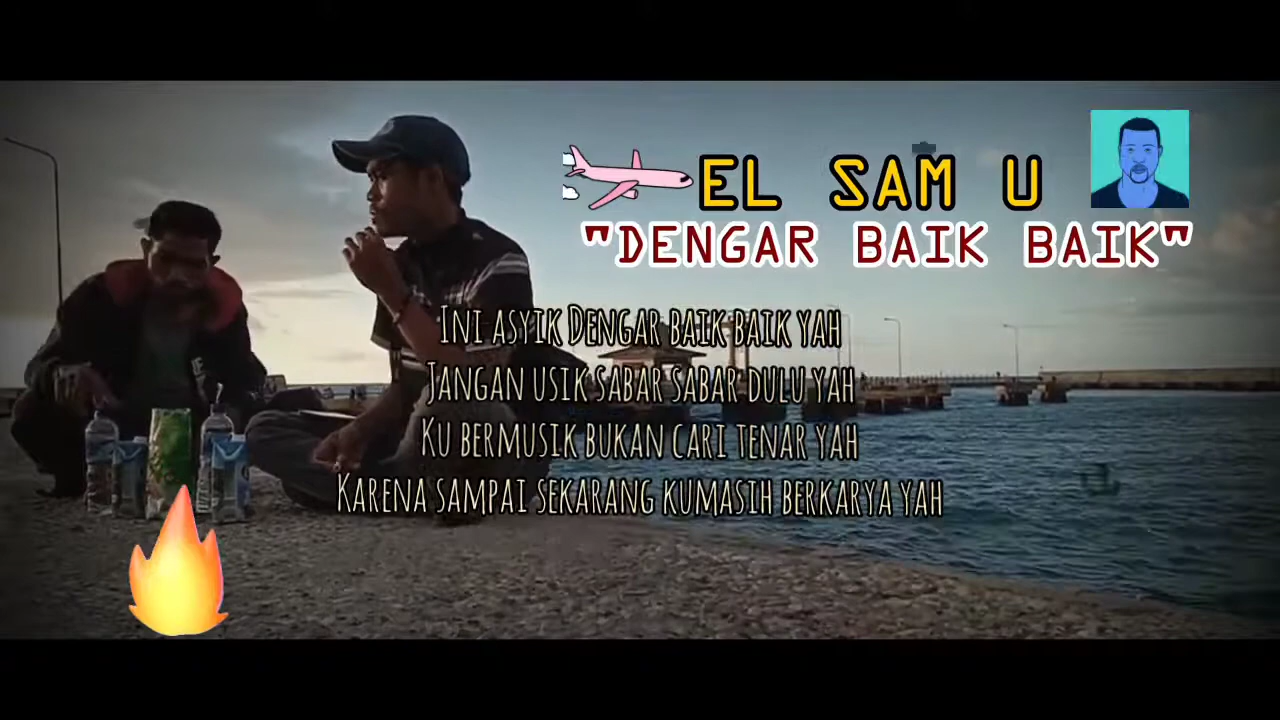 EL SAM U
"DENGAR BAIK BAIK"
Ini asyik Dengar baik baik yah
Jangan usik sabar sabar dulu yah
Ku bermusik bukan cari tenar yah
Karena sampai sekarang kumasih berkarya yah